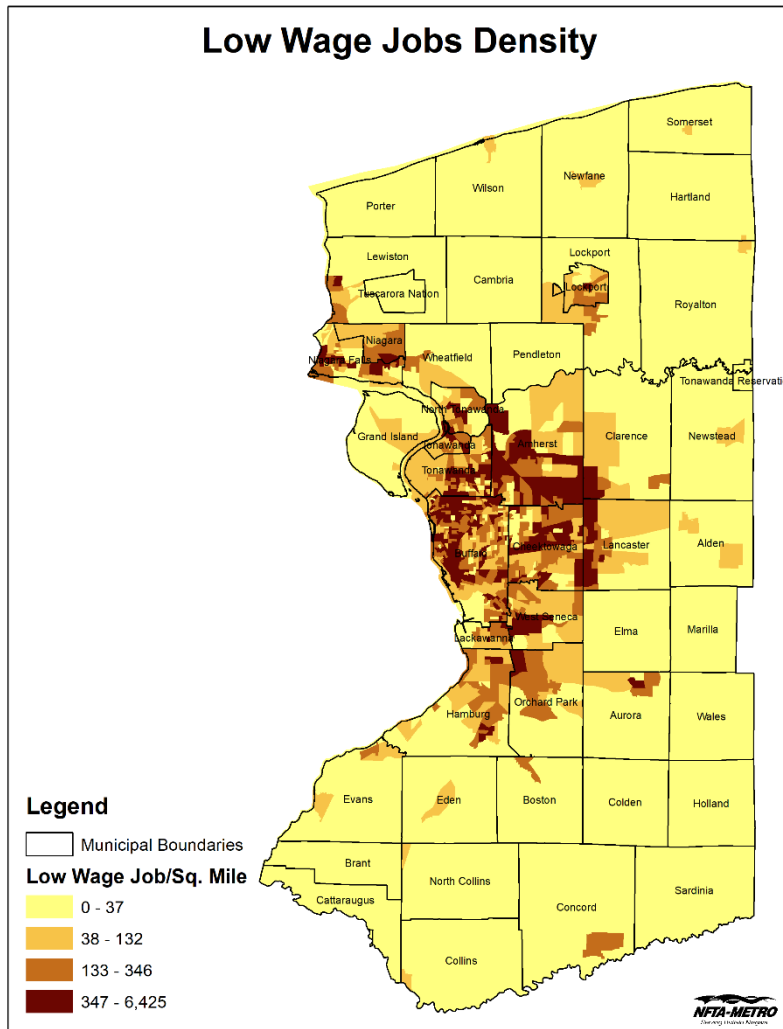 Low Wage Jobs Density
Somerset
Wilson
Newfane
Hartland
Porter
Lewiston
Lockport
Cambria
Tuscarora Nation
Lockport
Royalton
Niagara
Niagara Falls
Wheatfield
Pendleton
Tonawanda Reservati
North Tonawanda
Grand Island
Tonawanda
Amherst
Clarence
Newstead
Tonawanda
Buffalo
Cheektowaga
Lancaster
Alden
West Seneca
Elma
Marilla
Lackawanna
Orchard Park
Hamburg
Aurora
Wales
Evans
Eden
Boston
Colden
Holland
Brant
North Collins
Cattaraugus
Concord
Sardinia
Collins
Legend
Municipal Boundaries
Low Wage Job/Sq. Mile
0 - 37
38 - 132
133 - 346
347 - 6,425
NFTA-METRO